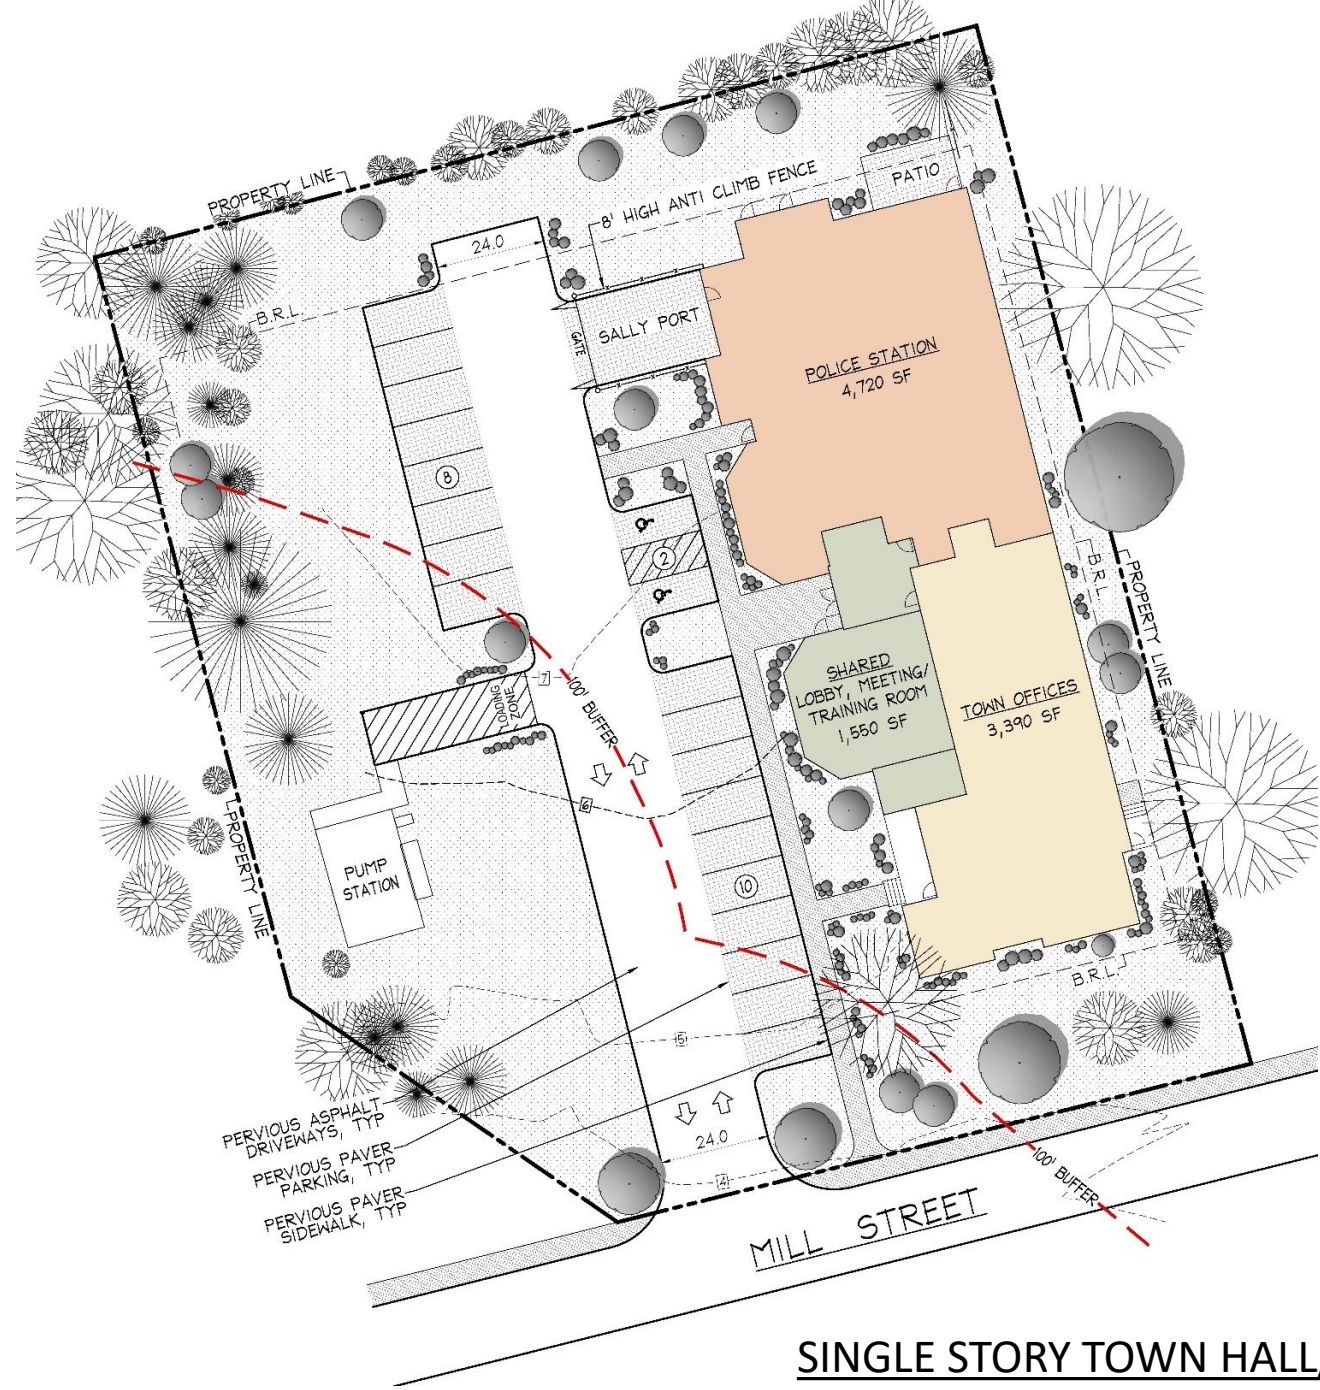 PROPERTY LINE
8' HIGH ANTI CLIMB FENCE
PATIO
24.0
B.R.L.
GATE
SALLY PORT
POLICE STATION
4,720 SF
8
2
B.R.L.
PROPERTY LINE
SHARED
LOBBY, MEETING/
TRAINING ROOM
1,550 SF
TOWN OFFICES
3,390 SF
LOADING
ZONE
7
100' BUFFER
6
PROPERTY LINE
PUMP
STATION
10
B.R.L.
5
PERVIOUS ASPHALT
DRIVEWAYS, TYP
PERVIOUS PAVER
PARKING, TYP
PERVIOUS PAVER
SIDEWALK, TYP
24.0
4
100' BUFFER
MILL STREET
SINGLE STORY TOWN HALL